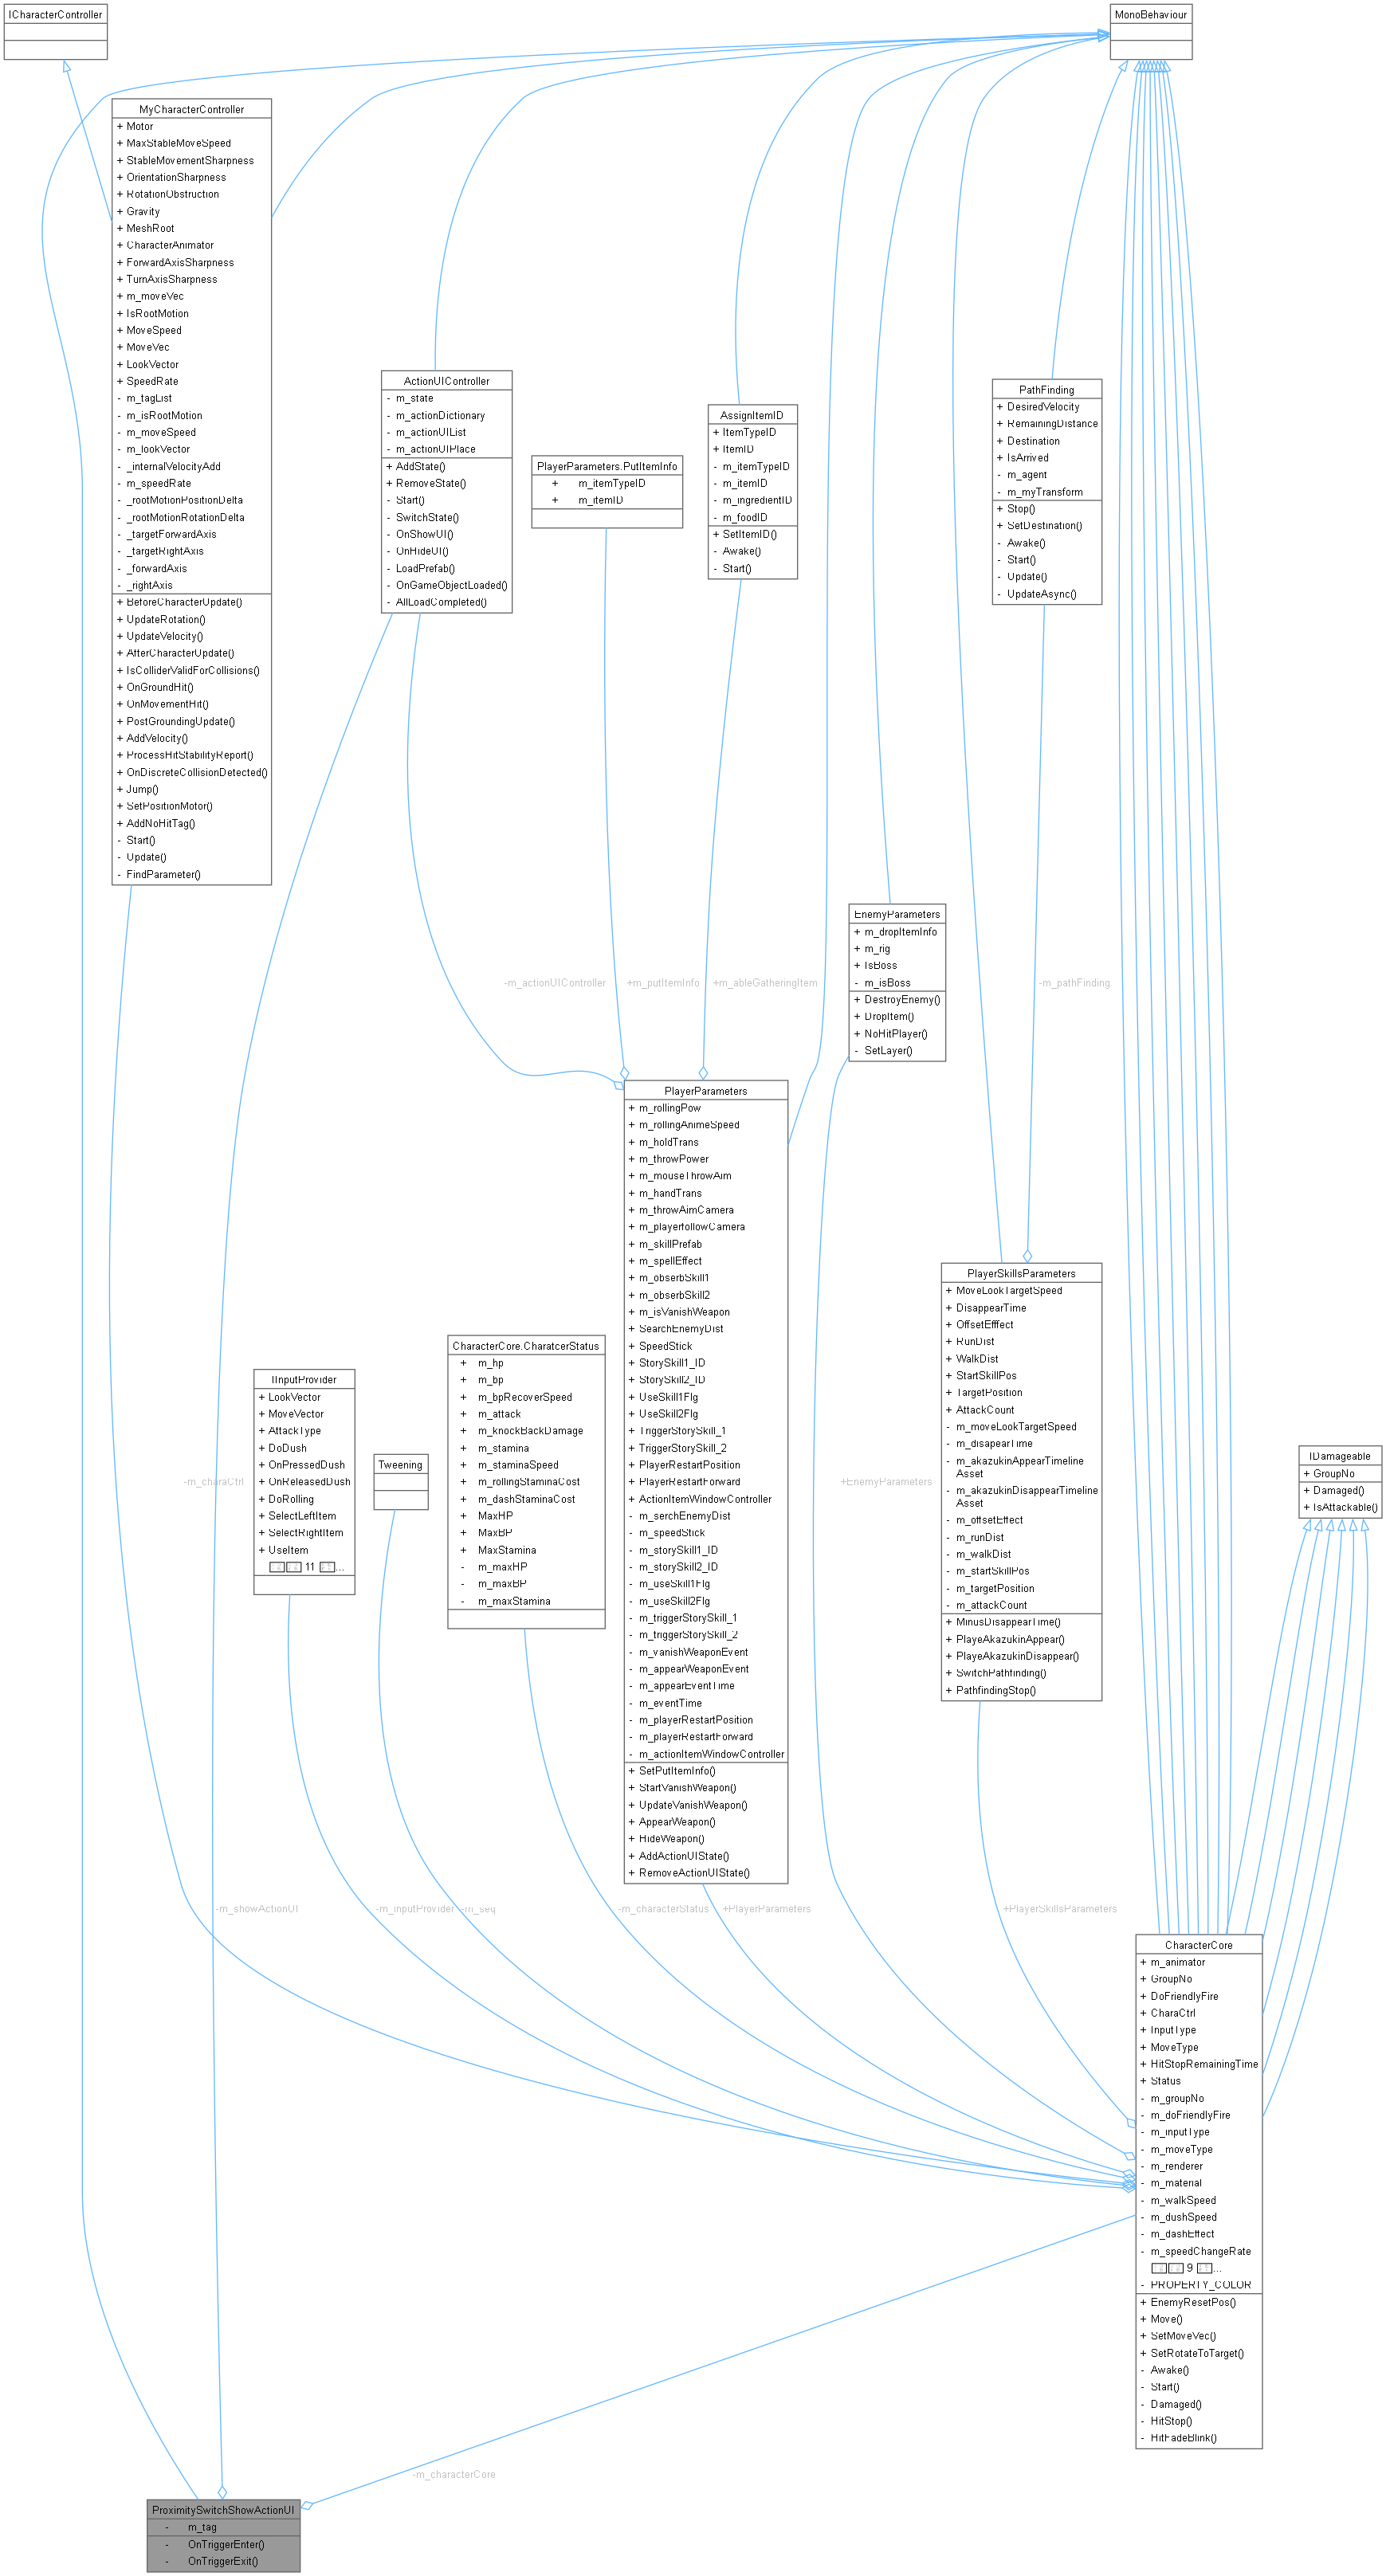 ICharacterController
MonoBehaviour
MyCharacterController
+ Motor
+ MaxStableMoveSpeed
+ StableMovementSharpness
+ OrientationSharpness
+ RotationObstruction
+ Gravity
+ MeshRoot
+ CharacterAnimator
+ ForwardAxisSharpness
+ TurnAxisSharpness
+ m_moveVec
+ IsRootMotion
+ MoveSpeed
+ MoveVec
+ LookVector
+ SpeedRate
- m_tagList
- m_isRootMotion
- m_moveSpeed
- m_lookVector
- _internalVelocityAdd
- m_speedRate
- _rootMotionPositionDelta
- _rootMotionRotationDelta
- _targetForwardAxis
- _targetRightAxis
- _forwardAxis
- _rightAxis
+ BeforeCharacterUpdate()
+ UpdateRotation()
+ UpdateVelocity()
+ AfterCharacterUpdate()
+ IsColliderValidForCollisions()
+ OnGroundHit()
+ OnMovementHit()
+ PostGroundingUpdate()
+ AddVelocity()
+ ProcessHitStabilityReport()
+ OnDiscreteCollisionDetected()
+ Jump()
+ SetPositionMotor()
+ AddNoHitTag()
- Start()
- Update()
- FindParameter()
ActionUIController
- m_state
- m_actionDictionary
- m_actionUIList
- m_actionUIPlace
+ AddState()
+ RemoveState()
- Start()
- SwitchState()
- OnShowUI()
- OnHideUI()
- LoadPrefab()
- OnGameObjectLoaded()
- AllLoadCompleted()
PlayerParameters.PutItemInfo
+ m_itemTypeID
+ m_itemID
AssignItemID
+ ItemTypeID
+ ItemID
- m_itemTypeID
- m_itemID
- m_ingredientID
- m_foodID
+ SetItemID()
- Awake()
- Start()
PathFinding
+ DesiredVelocity
+ RemainingDistance
+ Destination
+ IsArrived
- m_agent
- m_myTransform
+ Stop()
+ SetDestination()
- Awake()
- Start()
- Update()
- UpdateAsync()
EnemyParameters
+ m_dropItemInfo
+ m_rig
+ IsBoss
- m_isBoss
+ DestroyEnemy()
+ DropItem()
+ NoHitPlayer()
- SetLayer()
-m_actionUIController
+m_putItemInfo
+m_ableGatheringItem
-m_pathFinding
PlayerParameters
+ m_rollingPow
+ m_rollingAnimeSpeed
+ m_holdTrans
+ m_throwPower
+ m_mouseThrowAim
+ m_handTrans
+ m_throwAimCamera
+ m_playerfollowCamera
+ m_skillPrefab
+ m_spellEffect
+ m_obserbSkill1
+ m_obserbSkill2
+ m_isVanishWeapon
+ SearchEnemyDist
+ SpeedStick
+ StorySkill1_ID
+ StorySkill2_ID
+ UseSkill1Flg
+ UseSkill2Flg
+ TriggerStorySkill_1
+ TriggerStorySkill_2
+ PlayerRestartPosition
+ PlayerRestartForward
+ ActionItemWindowController
- m_serchEnemyDist
- m_speedStick
- m_storySkill1_ID
- m_storySkill2_ID
- m_useSkill1Flg
- m_useSkill2Flg
- m_triggerStorySkill_1
- m_triggerStorySkill_2
- m_vanishWeaponEvent
- m_appearWeaponEvent
- m_appearEventTime
- m_eventTime
- m_playerRestartPosition
- m_playerRestartForward
- m_actionItemWindowController
+ SetPutItemInfo()
+ StartVanishWeapon()
+ UpdateVanishWeapon()
+ AppearWeapon()
+ HideWeapon()
+ AddActionUIState()
+ RemoveActionUIState()
PlayerSkillsParameters
+ MoveLookTargetSpeed
+ DisappearTime
+ OffsetEfffect
+ RunDist
+ WalkDist
+ StartSkillPos
+ TargetPosition
+ AttackCount
- m_moveLookTargetSpeed
- m_disapearTime
- m_akazukinAppearTimeline
Asset
- m_akazukinDisappearTimeline
Asset
- m_offsetEffect
- m_runDist
- m_walkDist
- m_startSkillPos
- m_targetPosition
- m_attackCount
+ MinusDisappearTime()
+ PlayeAkazukinAppear()
+ PlayeAkazukinDisappear()
+ SwitchPathfinding()
+ PathfindingStop()
CharacterCore.CharatcerStatus
+ m_hp
+ m_bp
+ m_bpRecoverSpeed
+ m_attack
+ m_knockBackDamage
+ m_stamina
+ m_staminaSpeed
+ m_rollingStaminaCost
+ m_dashStaminaCost
+ MaxHP
+ MaxBP
+ MaxStamina
- m_maxHP
- m_maxBP
- m_maxStamina
IInputProvider
+ LookVector
+ MoveVector
+ AttackType
+ DoDush
+ OnPressedDush
+ OnReleasedDush
+ DoRolling
+ SelectLeftItem
+ SelectRightItem
+ UseItem
11 ...
Tweening
IDamageable
+ GroupNo
+ Damaged()
+ IsAttackable()
-m_charaCtrl
+EnemyParameters
-m_showActionUI
-m_inputProvider
-m_seq
-m_characterStatus
+PlayerParameters
+PlayerSkillsParameters
CharacterCore
+ m_animator
+ GroupNo
+ DoFriendlyFire
+ CharaCtrl
+ InputType
+ MoveType
+ HitStopRemainingTime
+ Status
- m_groupNo
- m_doFriendlyFire
- m_inputType
- m_moveType
- m_renderer
- m_material
- m_walkSpeed
- m_dushSpeed
- m_dashEffect
- m_speedChangeRate
9 ...
- PROPERTY_COLOR
+ EnemyResetPos()
+ Move()
+ SetMoveVec()
+ SetRotateToTarget()
- Awake()
- Start()
- Damaged()
- HitStop()
- HitFadeBlink()
-m_characterCore
ProximitySwitchShowActionUI
- m_tag
- OnTriggerEnter()
- OnTriggerExit()